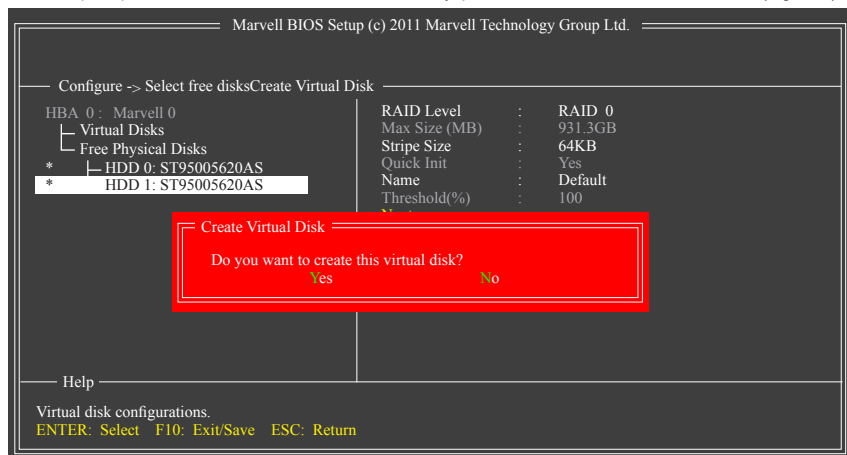 Marvell BIOS Setup (c) 2011 Marvell Technology Group Ltd.
Configure -> Select free disksCreate Virtual Disk
HBA 0 : Marvell 0
Virtual Disks
Free Physical Disks
* HDD 0: ST95005620AS
* HDD 1: ST95005620AS
RAID Level : RAID 0
Max Size (MB) : 931.3GB
Stripe Size : 64KB
Quick Init : Yes
Name : Default
Threshold(%) : 100
Create Virtual Disk
Do you want to create this virtual disk?
Yes No
Help
Virtual disk configurations.
ENTER: Select F10: Exit/Save ESC: Return